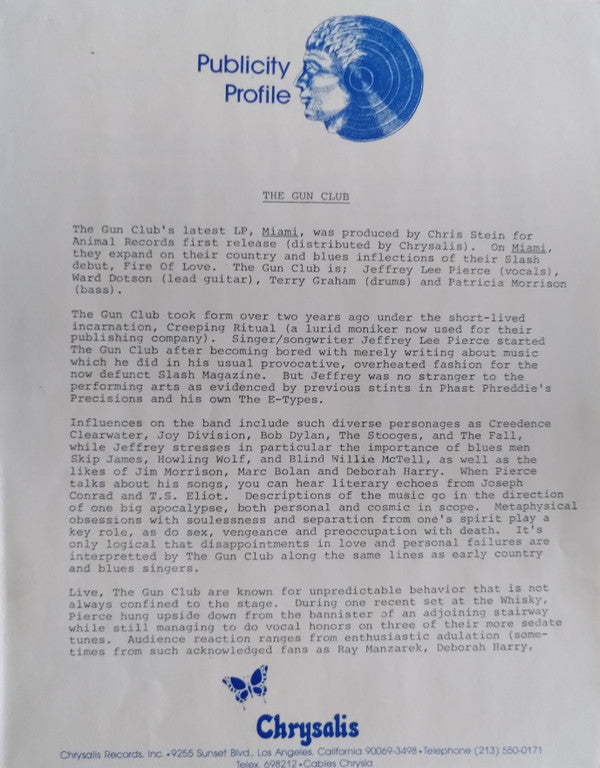 Publicity
Profile
THE GUN CLUB
The Gun Club's latest LP, Miami, was produced by Chris Stein for
Animal Records first release (distributed by Chrysalis). On Miami,
they expand on their country and blues inflections of their Slash
debut, Fire Of Love. The Gun Club is; Jeffrey Lee Pierce (vocals),
Ward Dotson (lead guitar), Terry Graham (drums) and Patricia Morrison
(bass).
The Gun Club took form over two years ago under the short-lived
incarnation, Creeping Ritual (a lurid moniker now used for their
publishing company). Singer/songwriter Jeffrey Lee Pierce started
The Gun Club after becoming bored with merely writing about music
which he did in his usual provocative, overheated fashion for the
now defunct Slash Magazine. But Jeffrey was no stranger to the
performing arts as evidenced by previous stints in Phast Phreddie's
Precisions and his own The E-Types.
Influences on the band include such diverse personages as Creedence
Clearwater, Joy Division, Bob Dylan, The Stooges, and The Fall,
while Jeffrey stresses in particular the importance of blues men
Skip James, Howling Wolf, and Blind Willie McTell, as well as the
likes of Jim Morrison, Marc Bolan and Deborah Harry. When Pierce
talks about his songs, you can hear literary echoes from Joseph
Conrad and T.S. Eliot. Descriptions of the music go in the direction
of one big apocalypse, both personal and cosmic in scope. Metaphysical
obsessions with soulessness and separation from one's spirit play a
key role, as do sex, vengeance and preoccupation with death. It's
only logical that disappointments in love and personal failures are
interpretted by The Gun Club along the same lines as early country
and blues singers.
Live, The Gun Club are known for unpredictable behavior that is not
always confined to the stage. During one recent set at the Whisky,
Pierce hung upside down from the bannister of an adjoining stairway
while still managing to do vocal honors on three of their more sedate
tunes. Audience reaction ranges from enthusiastic adulation (some-
times from such acknowledged fans as Ray Manzarek, Deborah Harry,
Chrysalis
Chrysalis Records, Inc. • 9255 Sunset Blvd., Los Angeles, California 90069-3498 • Telephone (213) 550-0171
Telex 698212 • Cables Chrysla